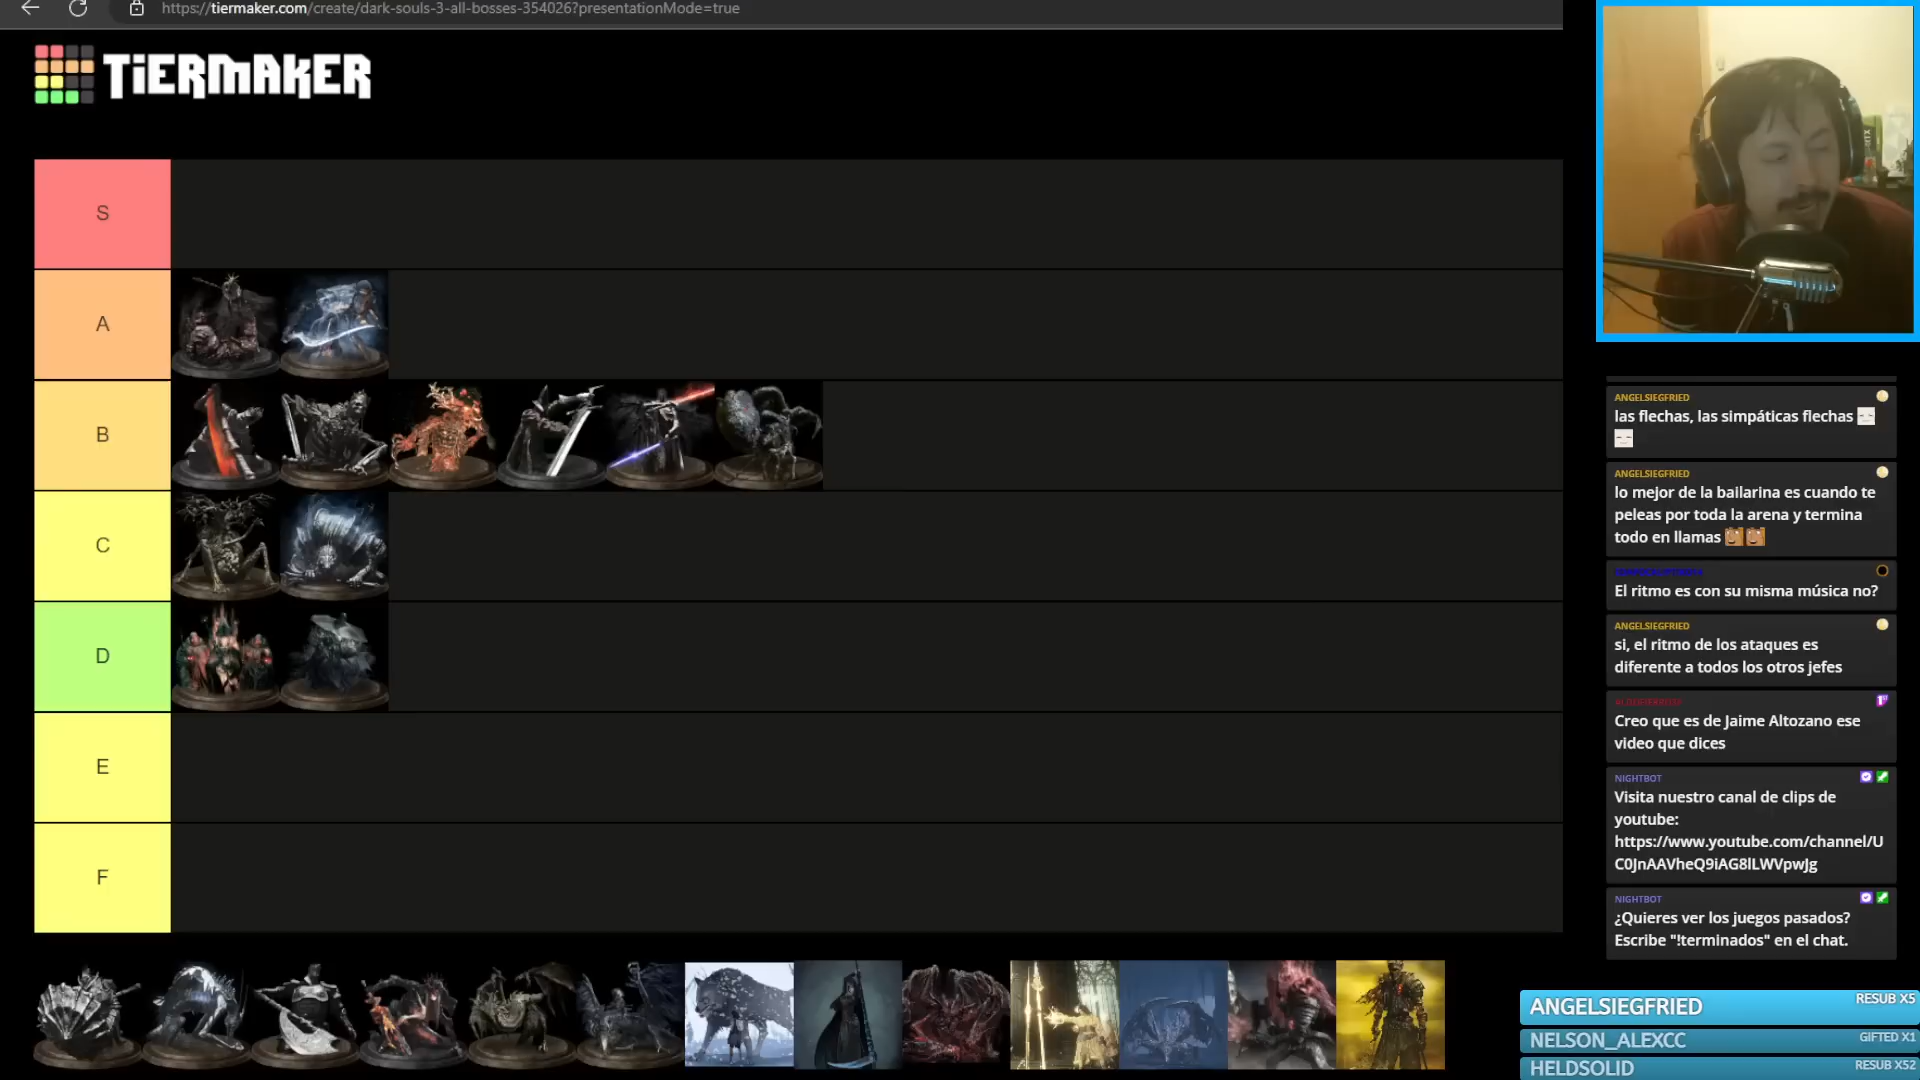 https://tiermaker.com/create/dark-souls-3-all-bosses-354026?presentationMode=true
TiERMAKER
S
A
B
C
D
E
F
ANGELSIEGFRIED
las flechas, las simpáticas flechas
ANGELSIEGFRIED
lo mejor de la bailarina es cuando te
peleas por toda la arena y termina
todo en llamas
El ritmo es con su misma música no?
ANGELSIEGFRIED
si, el ritmo de los ataques es
diferente a todos los otros jefes
Creo que es de Jaime Altozano ese
video que dices
NIGHTBOT
Visita nuestro canal de clips de
youtube:
https://www.youtube.com/channel/U
C0JnAAVheQ9iAG8lLWVpwJg
NIGHTBOT
¿Quieres ver los juegos pasados?
Escribe "!terminados" en el chat.
ANGELSIEGFRIED RESUB X5
NELSON_ALEXCC GIFTED X1
HELDSOLID RESUB X52